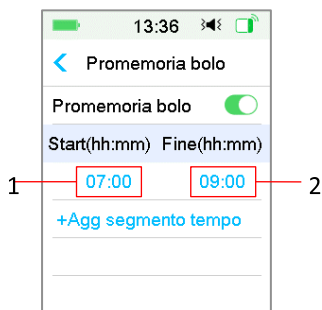 13:36
Promemoria bolo
Promemoria bolo
Start(hh:mm) Fine(hh:mm)
1 07:00 09:00 2
+Agg segmento tempo